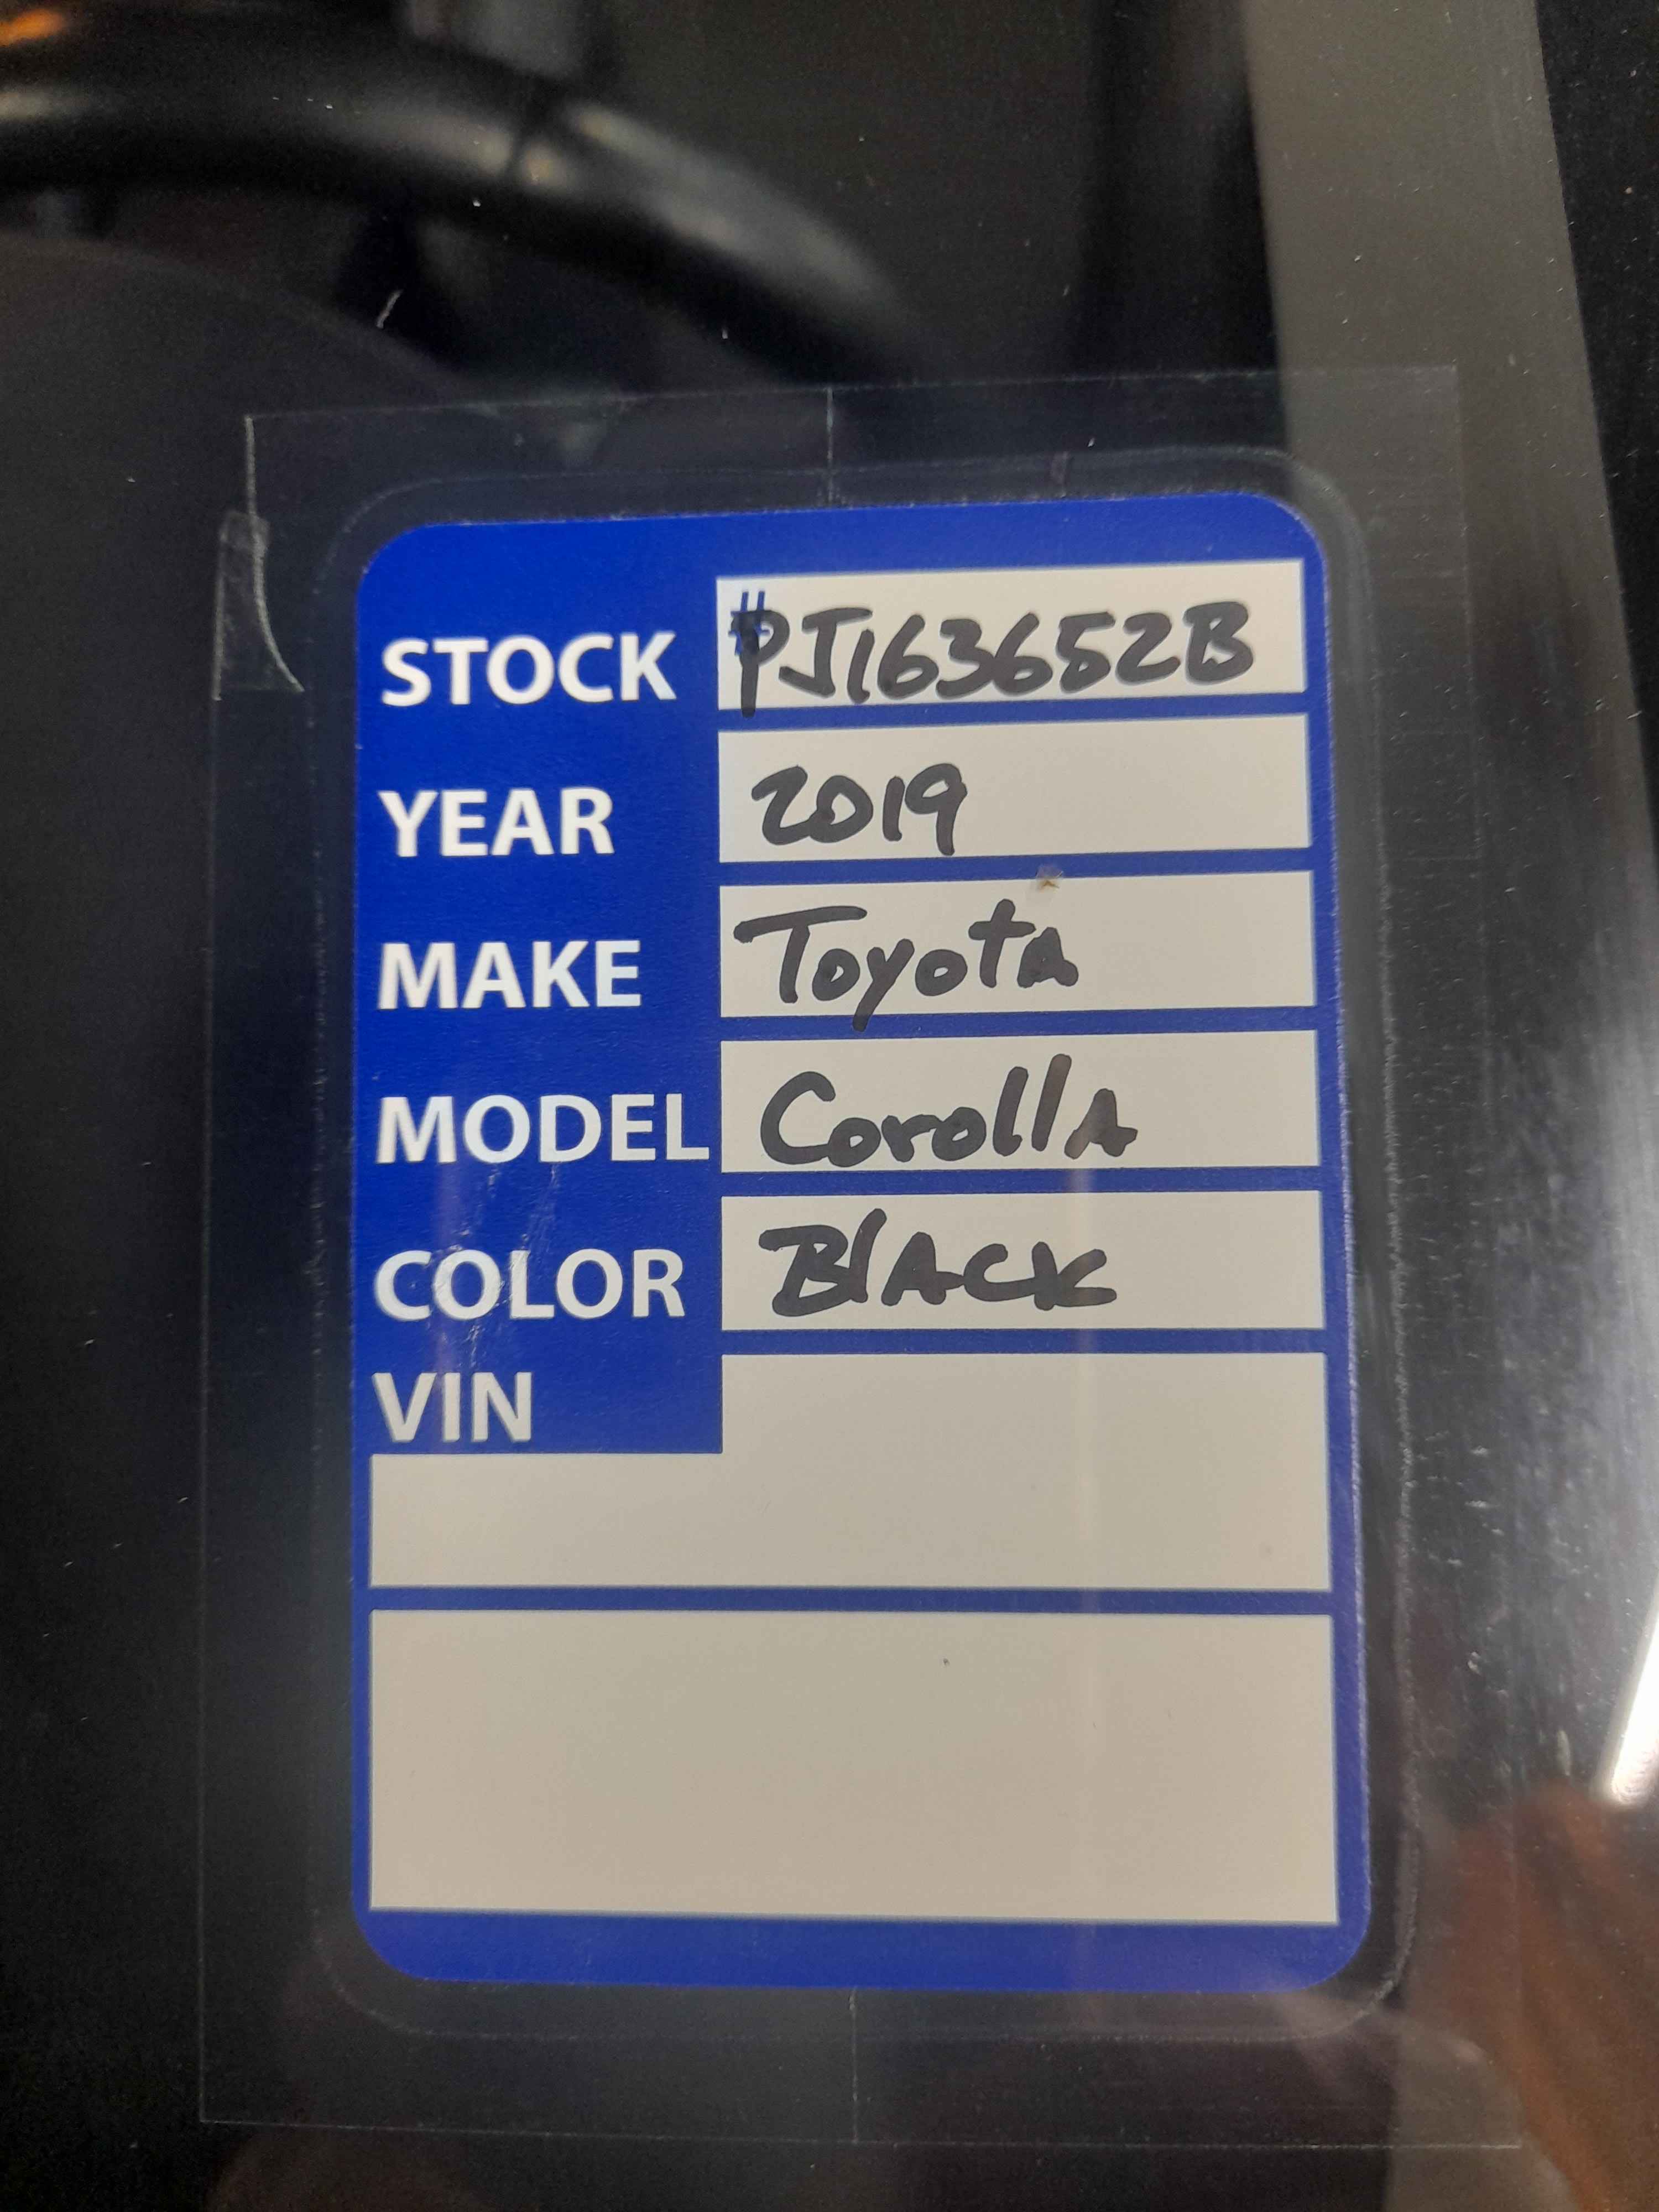 STOCK #PJ163652B
YEAR 2019
MAKE Toyota
MODEL Corolla
COLOR BlACK
VIN